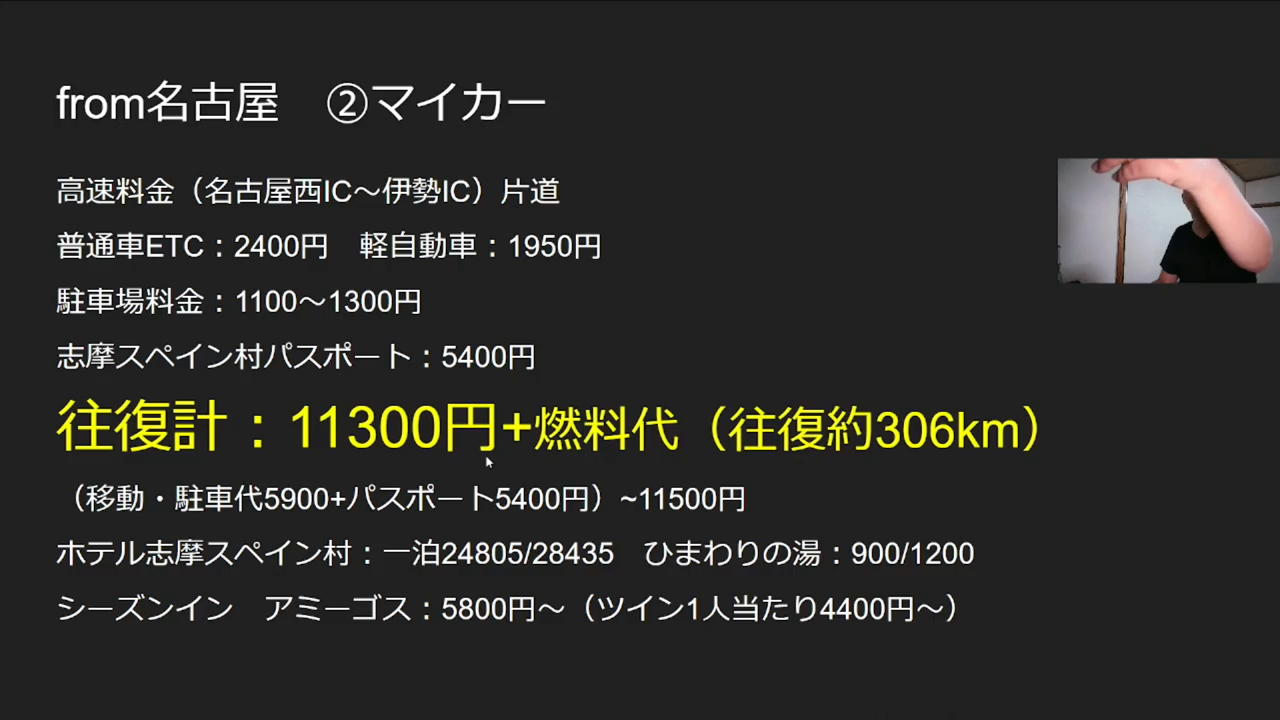 from名古屋　②マイカー
高速料金（名古屋西IC～伊勢IC）片道
普通車ETC：2400円　軽自動車：1950円
駐車場料金：1100～1300円
志摩スペイン村パスポート：5400円
往復計：11300円+燃料代（往復約306km）
（移動・駐車代5900+パスポート5400円）~11500円
ホテル志摩スペイン村：一泊24805/28435　ひまわりの湯：900/1200
シーズンイン　アミーゴス：5800円～（ツイン1人当たり4400円～）